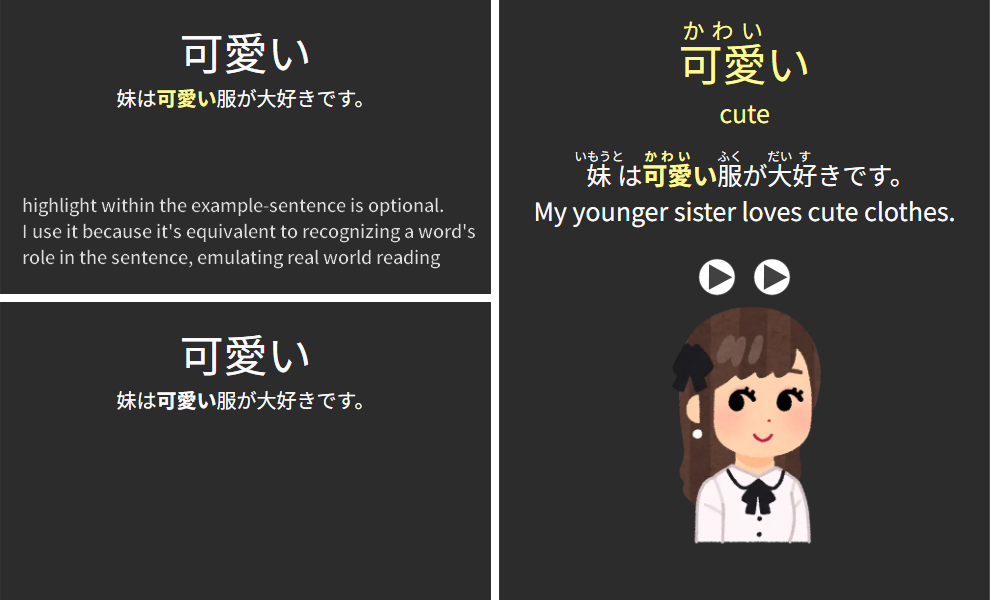 可愛い
妹は可愛い服が大好きです。
highlight within the example-sentence is optional.
I use it because it's equivalent to recognizing a word's
role in the sentence, emulating real world reading
可愛い
妹は可愛い服が大好きです。
かわい
可愛い
cute
いもうと かわい ふく だい す
妹は可愛い服が大好きです。
My younger sister loves cute clothes.